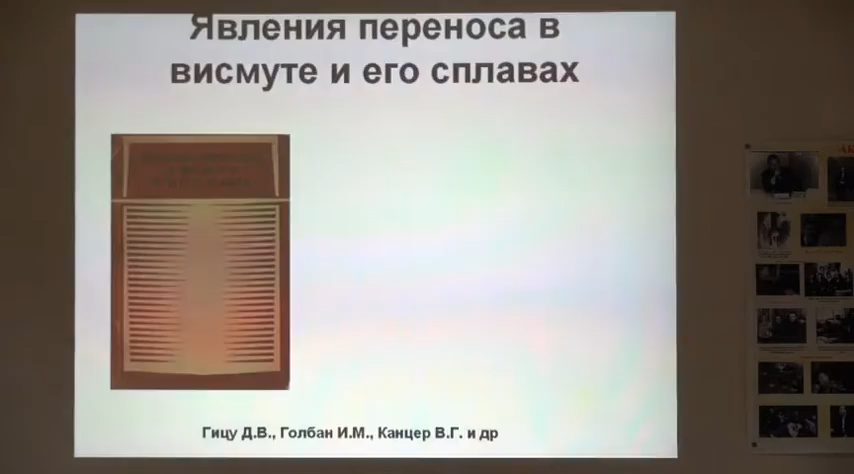 Явления переноса в
висмуте и его сплавах
Гицу Д.В., Голбан И.М., Канцер В.Г. и др